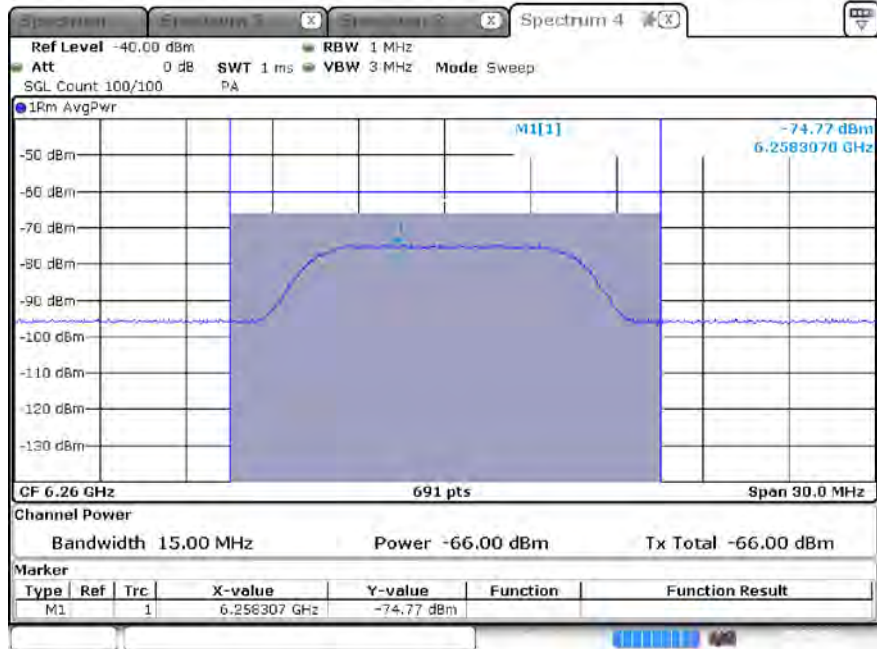 Spectrum Spectrum 3 X Spectrum 2 X Spectrum 4 X
Ref Level -40.00 dBm RBW 1 MHz
Att 0 dB SWT 1 ms VBW 3 MHz Mode Sweep
SGL Count 100/100 PA
1Rm AvgPwr
M1[1] -74.77 dBm
6.2583070 GHz
-50 dBm
-60 dBm
-70 dBm
-80 dBm
-90 dBm
-100 dBm
-110 dBm
-120 dBm
-130 dBm
CF 6.26 GHz 691 pts Span 30.0 MHz
Channel Power
Bandwidth 15.00 MHz Power -66.00 dBm Tx Total -66.00 dBm
Marker
Type Ref Trc X-value Y-value Function Function Result
M1 1 6.258307 GHz -74.77 dBm